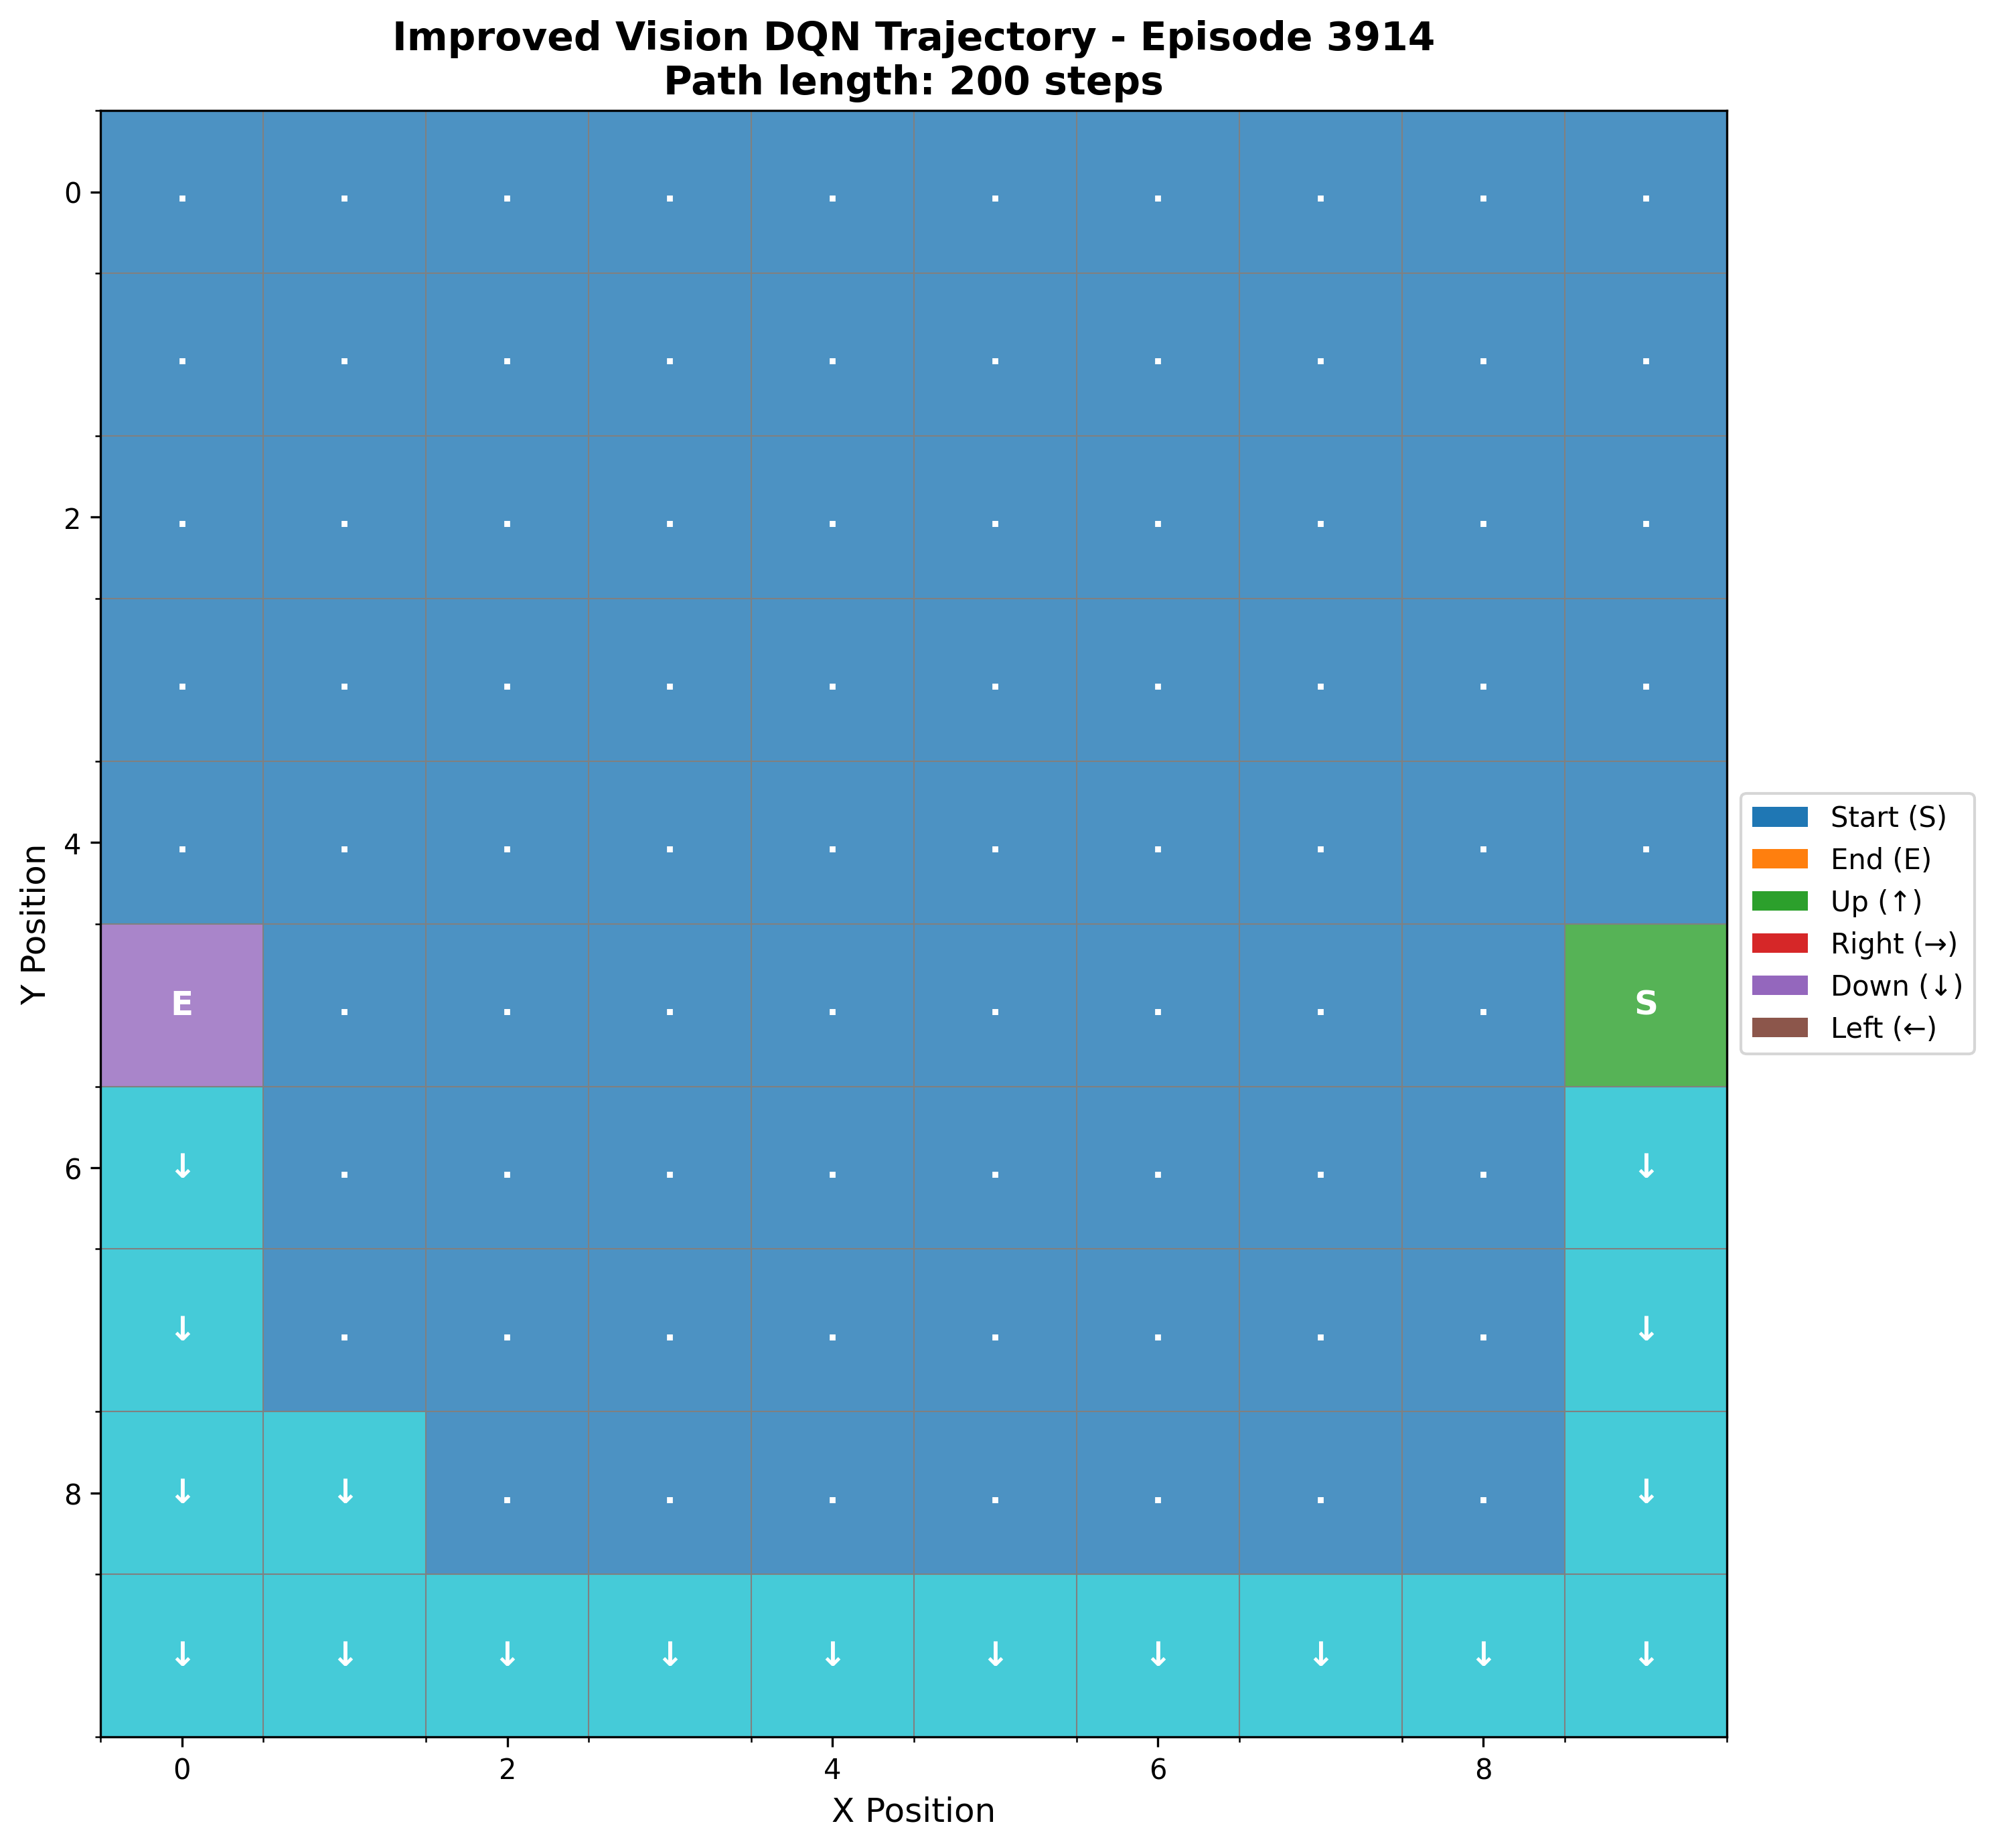 Improved Vision DQN Trajectory - Episode 3914
Path length: 200 steps
0
. . . . . . . . . .
. . . . . . . . . .
2
. . . . . . . . . .
. . . . . . . . . .
4
. . . . . . . . . .
E . . . . . . . . S
6
↓ . . . . . . . . ↓
↓ . . . . . . . . ↓
8
↓ ↓ . . . . . . . ↓
↓ ↓ ↓ ↓ ↓ ↓ ↓ ↓ ↓ ↓
0 2 4 6 8
X Position
Y Position
Start (S)
End (E)
Up (↑)
Right (→)
Down (↓)
Left (←)